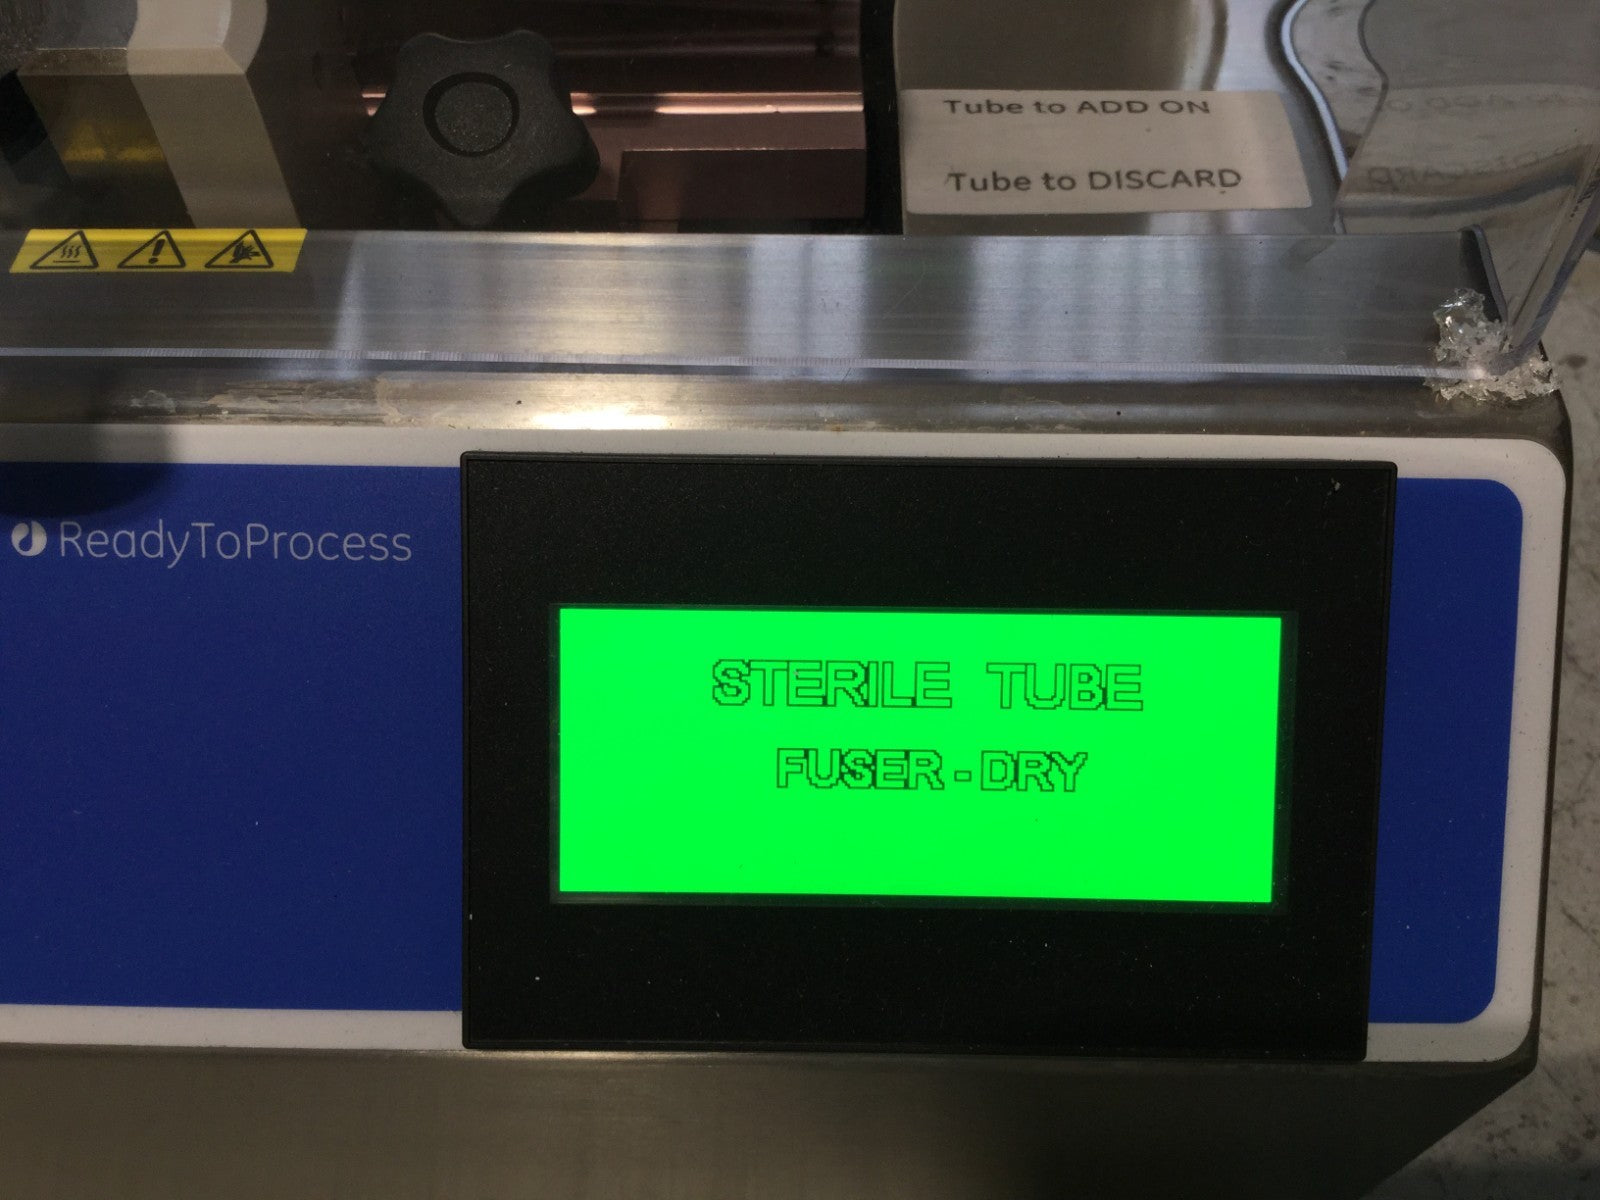 Tube to ADD ON
Tube to DISCARD
ReadyToProcess
STERILE TUBE
FUSER-DRY